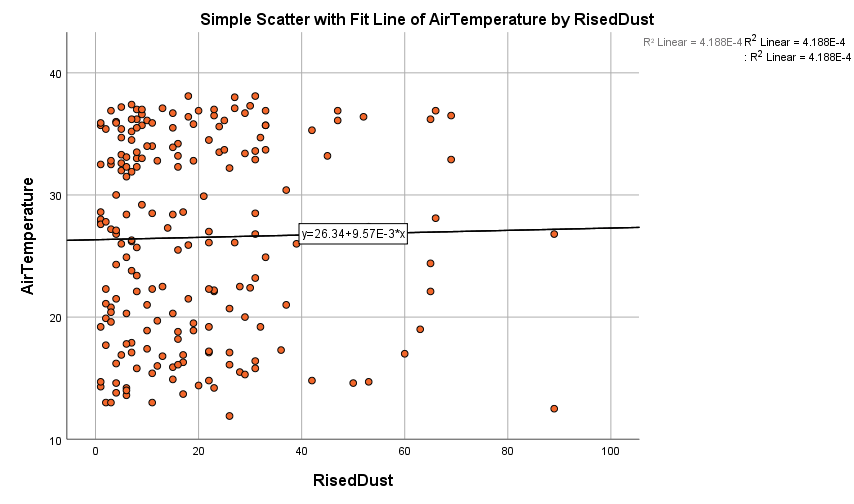 Simple Scatter with Fit Line of AirTemperature by RisedDust
R² Linear = 4.188E-4
R² Linear = 4.188E-4
: R² Linear = 4.188E-4
40
30
20
10
AirTemperature
y=26.34+9.57E-3*x
0 20 40 60 80 100
RisedDust